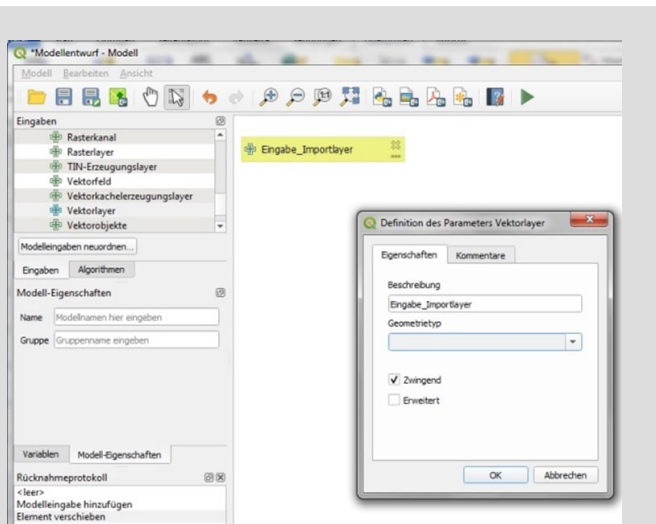 *Modellentwurf - Modell
Modell Bearbeiten Ansicht
Eingaben
Rasterkanal
Rasterlayer
TIN-Erzeugungslayer
Vektorfeld
Vektorkachelerzeugungslayer
Vektorlayer
Vektorobjekte
Modelleingaben neuordnen...
Eingaben Algorithmen
Modell-Eigenschaften
Name Modellnamen hier eingeben
Gruppe Gruppenname eingeben
Variablen Modell-Eigenschaften
Rücknahmeprotokoll
<leer>
Modelleingabe hinzufügen
Element verschieben
Eingabe_Importlayer
Definition des Parameters Vektorlayer
Eigenschaften Kommentare
Beschreibung
Eingabe_Importlayer
Geometrietyp
Zwingend
Erweitert
OK Abbrechen